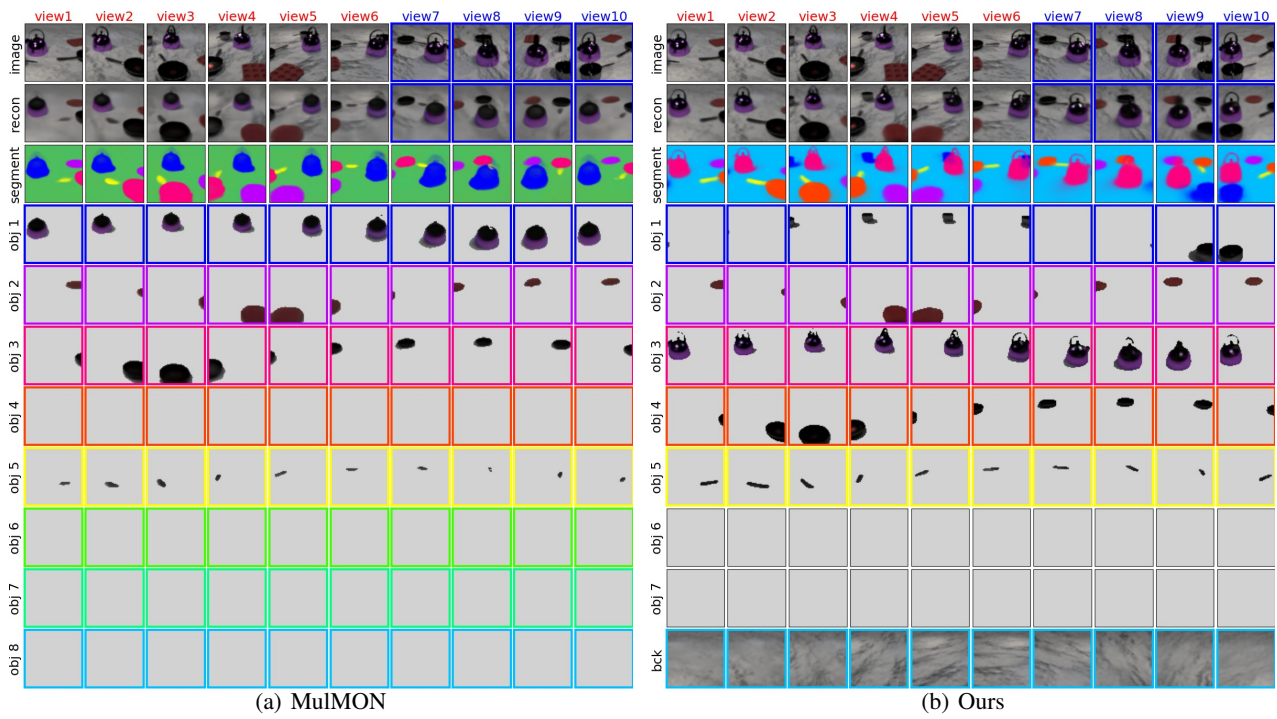 view1 view2 view3 view4 view5 view6 view7 view8 view9 view10
image
recon
segment
obj 1
obj 2
obj 3
obj 4
obj 5
obj 6
obj 7
obj 8
(a) MulMON
view1 view2 view3 view4 view5 view6 view7 view8 view9 view10
image
recon
segment
obj 1
obj 2
obj 3
obj 4
obj 5
obj 6
obj 7
bck
(b) Ours